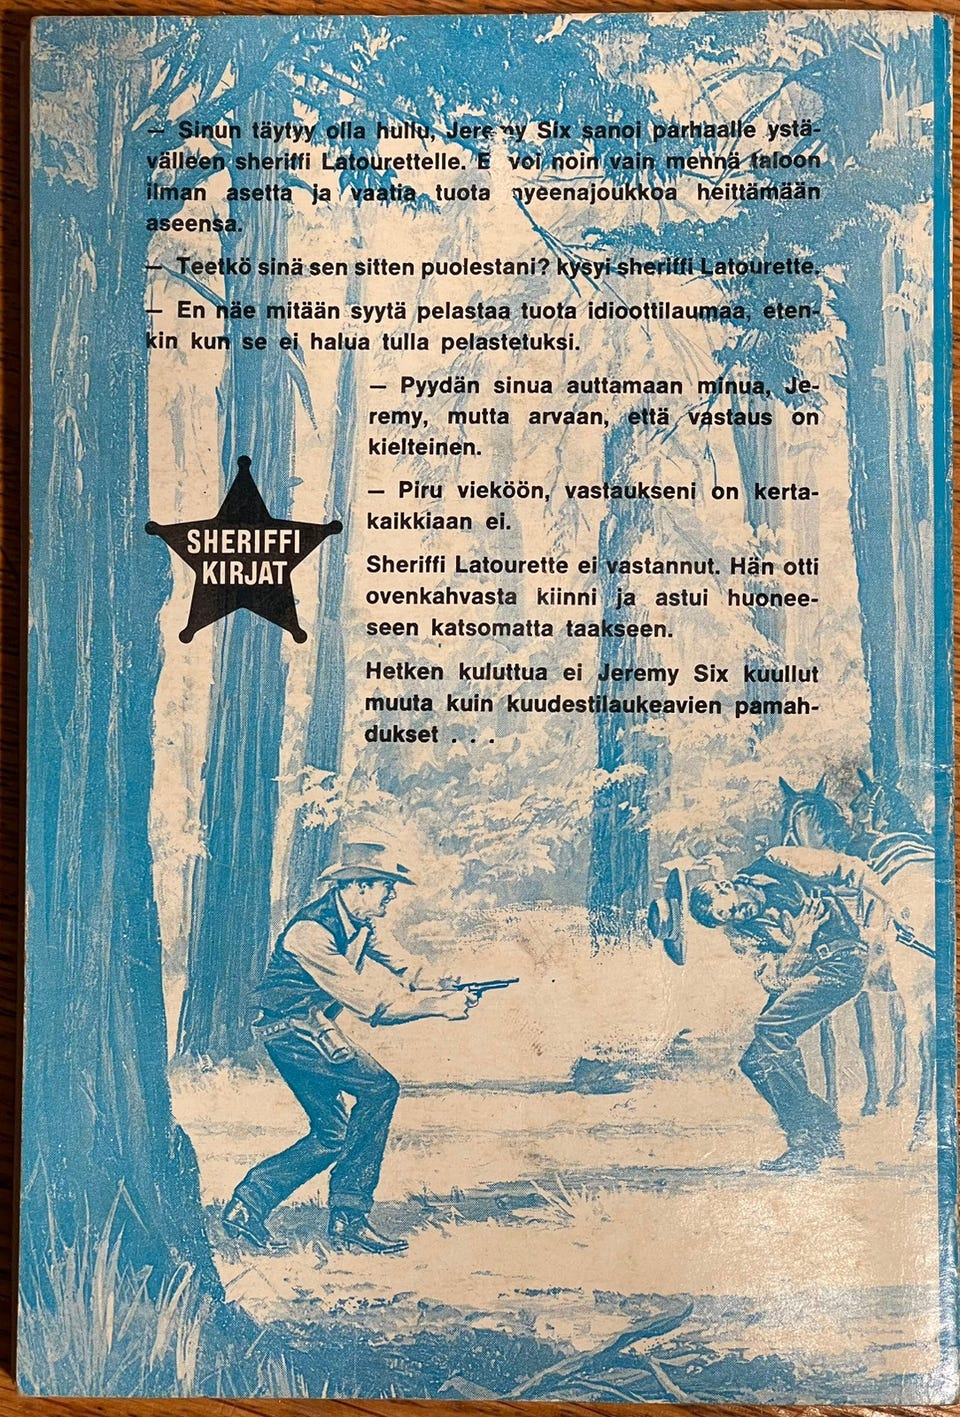 — Sinun täytyy olla hullu, Jeremy Six sanoi parhaalle ystä-
välleen sheriffi Latourettelle. E voi noin vain mennä taloon
ilman asetta ja vaatia tuota yeenajoukkoa heittämään
aseensa.
— Teetkö sinä sen sitten puolestani? kysyi sheriffi Latourette.
— En näe mitään syytä pelastaa tuota idioottilaumaa, eten-
kin kun se ei halua tulla pelastetuksi.
— Pyydän sinua auttamaan minua, Je-
remy, mutta arvaan, että vastaus on
kielteinen.
— Piru vieköön, vastaukseni on kerta-
kaikkiaan ei.
SHERIFFI
KIRJAT
Sheriffi Latourette ei vastannut. Hän otti
ovenkahvasta kiinni ja astui huonee-
seen katsomatta taakseen.
Hetken kuluttua ei Jeremy Six kuullut
muuta kuin kuudestilaukeavien pamah-
dukset . . .